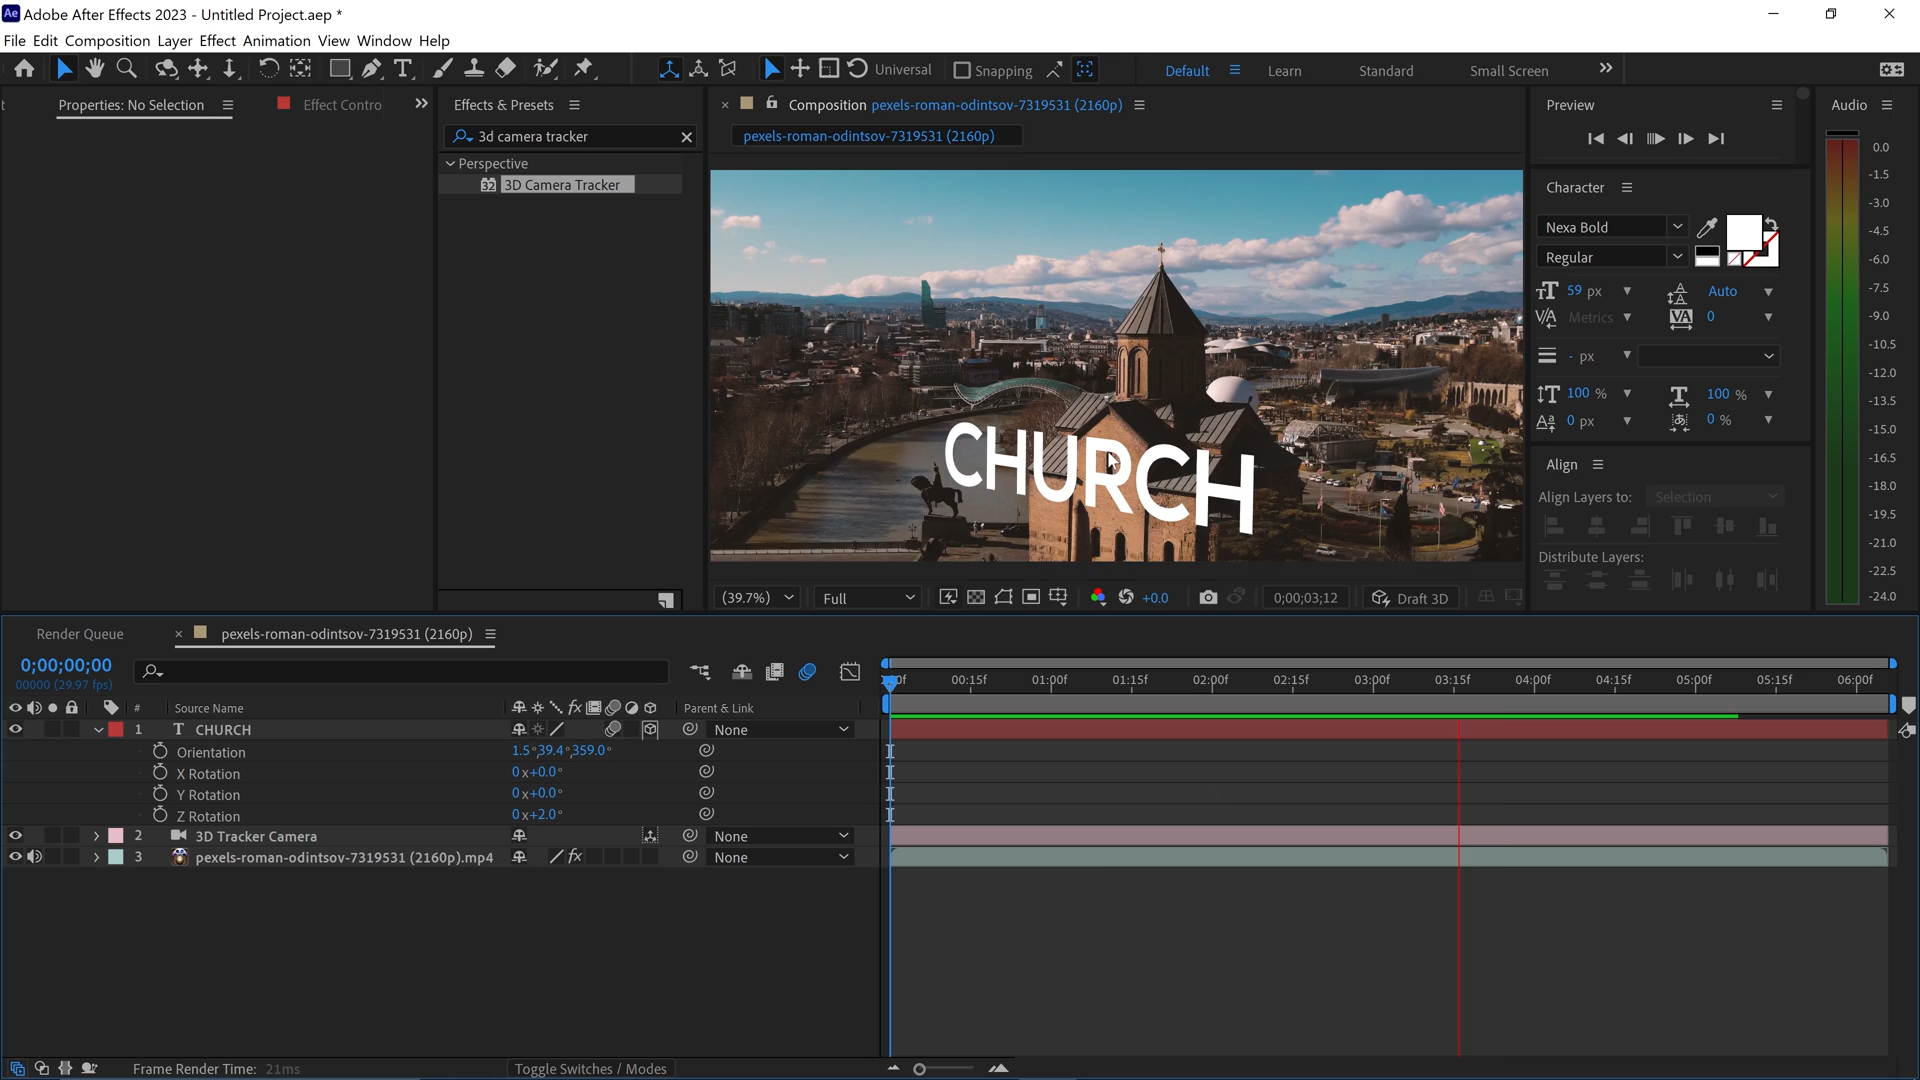 Ae Adobe After Effects 2023 - Untitled Project.aep *
File Edit Composition Layer Effect Animation View Window Help
Universal Snapping Default Learn Standard Small Screen
Properties: No Selection Effect Contro
Effects & Presets
3d camera tracker
Perspective
32 3D Camera Tracker
Composition pexels-roman-odintsov-7319531 (2160p)
pexels-roman-odintsov-7319531 (2160p)
CHURCH
(39.7%) Full +0.0 0;00;03;12 Draft 3D
Preview
Character
Nexa Bold
Regular
59 px Auto
Metrics 0
- px
100 % 100 %
0 px 0 %
Align
Align Layers to: Selection
Distribute Layers:
Audio
0.0
-1.5
-3.0
-4.5
-6.0
-7.5
-9.0
-10.5
-12.0
-13.5
-15.0
-16.5
-18.0
-19.5
-21.0
-22.5
-24.0
Render Queue pexels-roman-odintsov-7319531 (2160p)
0;00;00;00
00000 (29.97 fps)
00f 00:15f 01:00f 01:15f 02:00f 02:15f 03:00f 03:15f 04:00f 04:15f 05:00f 05:15f 06:00f
# Source Name fx Parent & Link
1 T CHURCH None
Orientation 1.5°,39.4°,359.0°
X Rotation 0x+0.0°
Y Rotation 0x+0.0°
Z Rotation 0x+2.0°
2 3D Tracker Camera None
3 pexels-roman-odintsov-7319531 (2160p).mp4 fx None
Frame Render Time: 21ms Toggle Switches / Modes